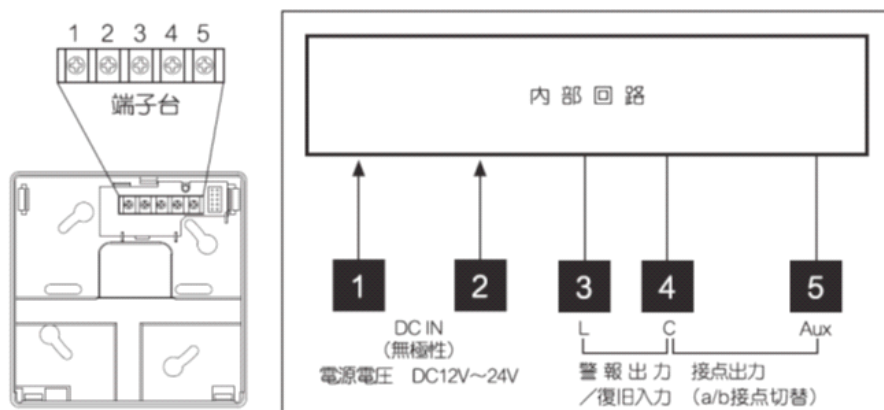 1 2 3 4 5
端子台
内部回路
1 2 3 4 5
L C Aux
DC IN
(無極性)
電源電圧 DC12V～24V
警報出力 接点出力
／復旧入力 (a/b接点切替)